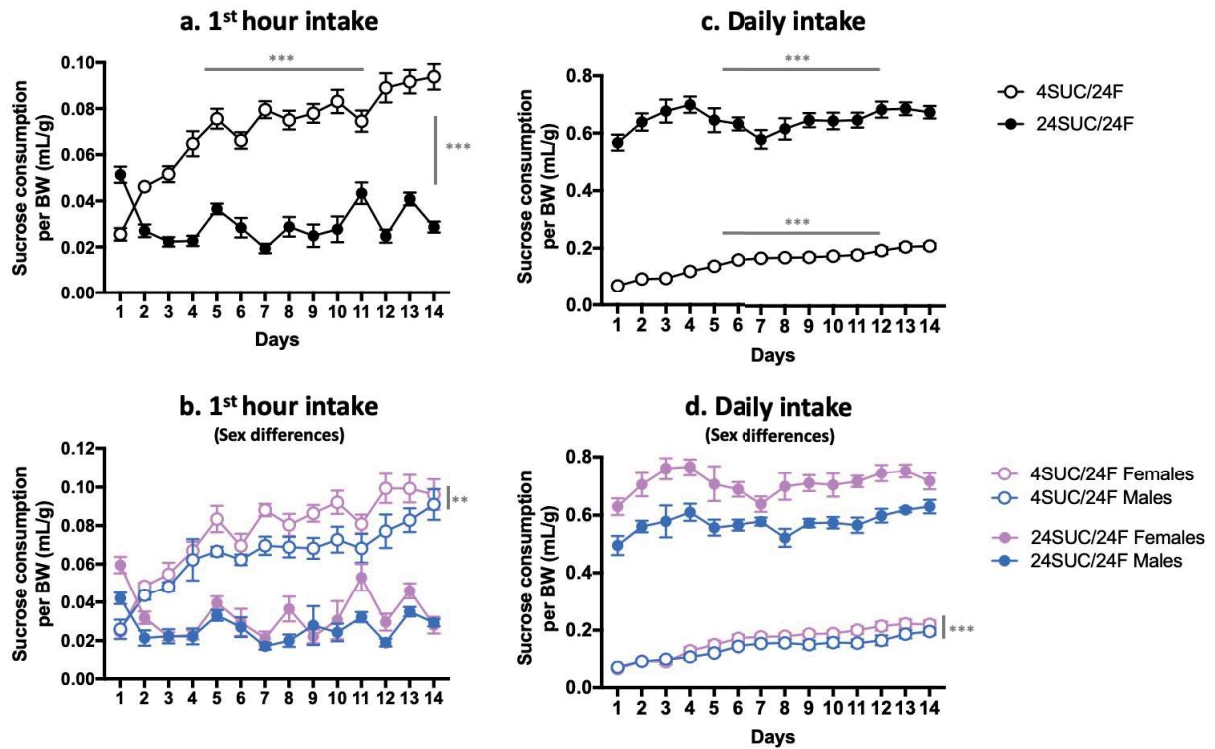 a. 1st hour intake
***
Sucrose consumption
per BW (mL/g)
0.10
0.08
0.06
0.04
0.02
0.00
***
1 2 3 4 5 6 7 8 9 10 11 12 13 14
Days
c. Daily intake
***
Sucrose consumption
per BW (mL/g)
0.8
0.6
0.4
0.2
0.0
***
1 2 3 4 5 6 7 8 9 10 11 12 13 14
Days
4SUC/24F
24SUC/24F
b. 1st hour intake
(Sex differences)
Sucrose consumption
per BW (mL/g)
0.12
0.10
0.08
0.06
0.04
0.02
0.00
**
1 2 3 4 5 6 7 8 9 10 11 12 13 14
Days
d. Daily intake
(Sex differences)
Sucrose consumption
per BW (mL/g)
0.8
0.6
0.4
0.2
0.0
***
1 2 3 4 5 6 7 8 9 10 11 12 13 14
Days
4SUC/24F Females
4SUC/24F Males
24SUC/24F Females
24SUC/24F Males